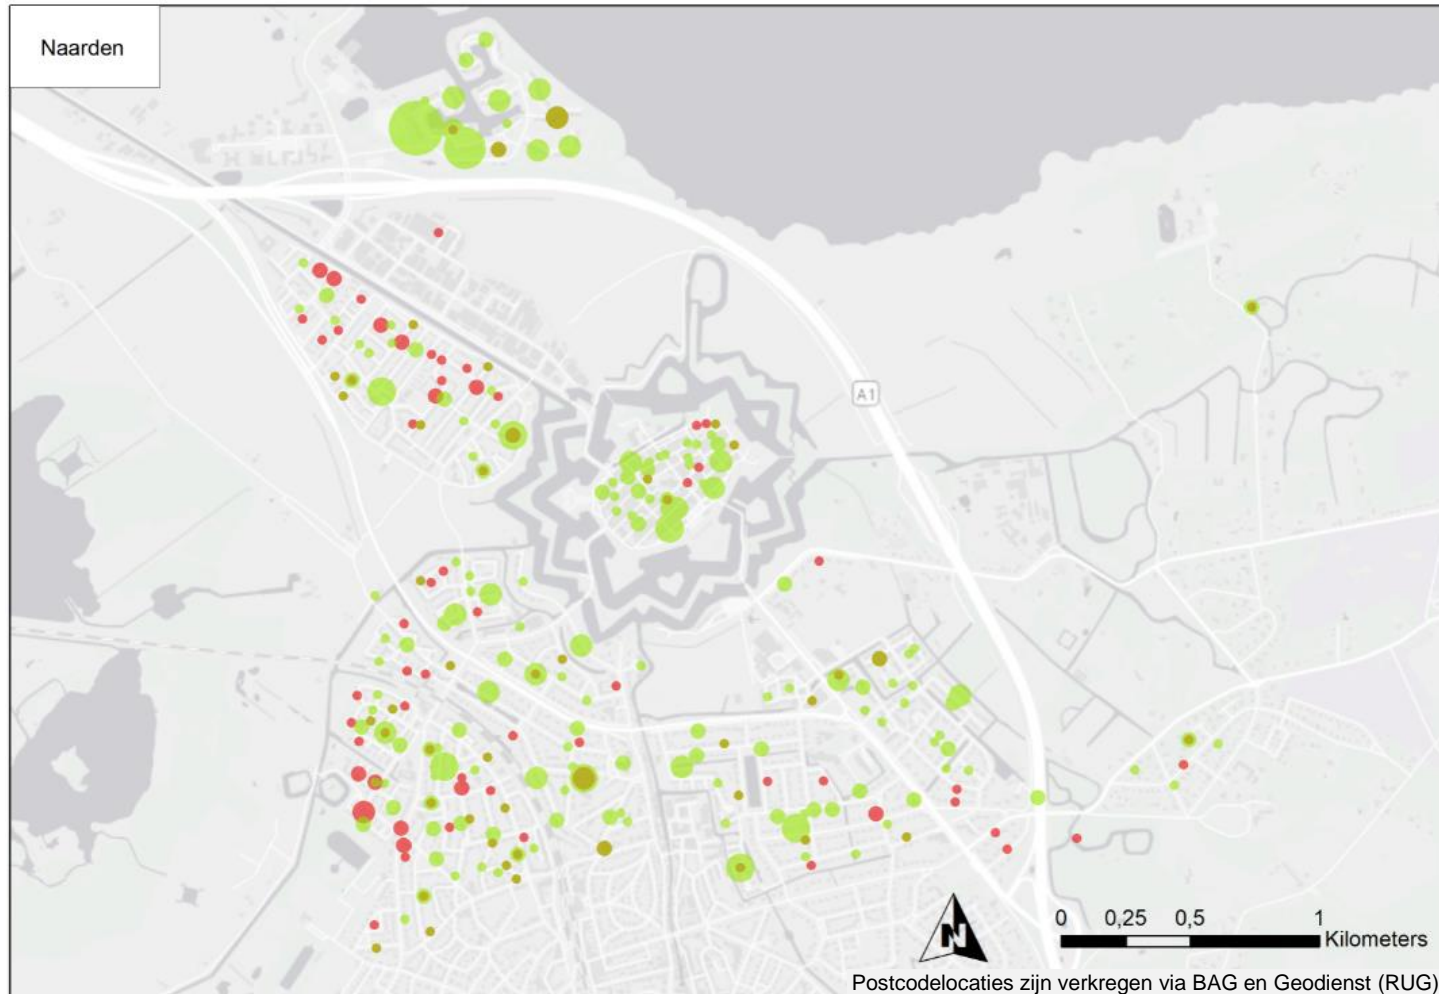 Naarden
A1
N
0 0,25 0,5 1
Kilometers
Postcodelocaties zijn verkregen via BAG en Geodienst (RUG)